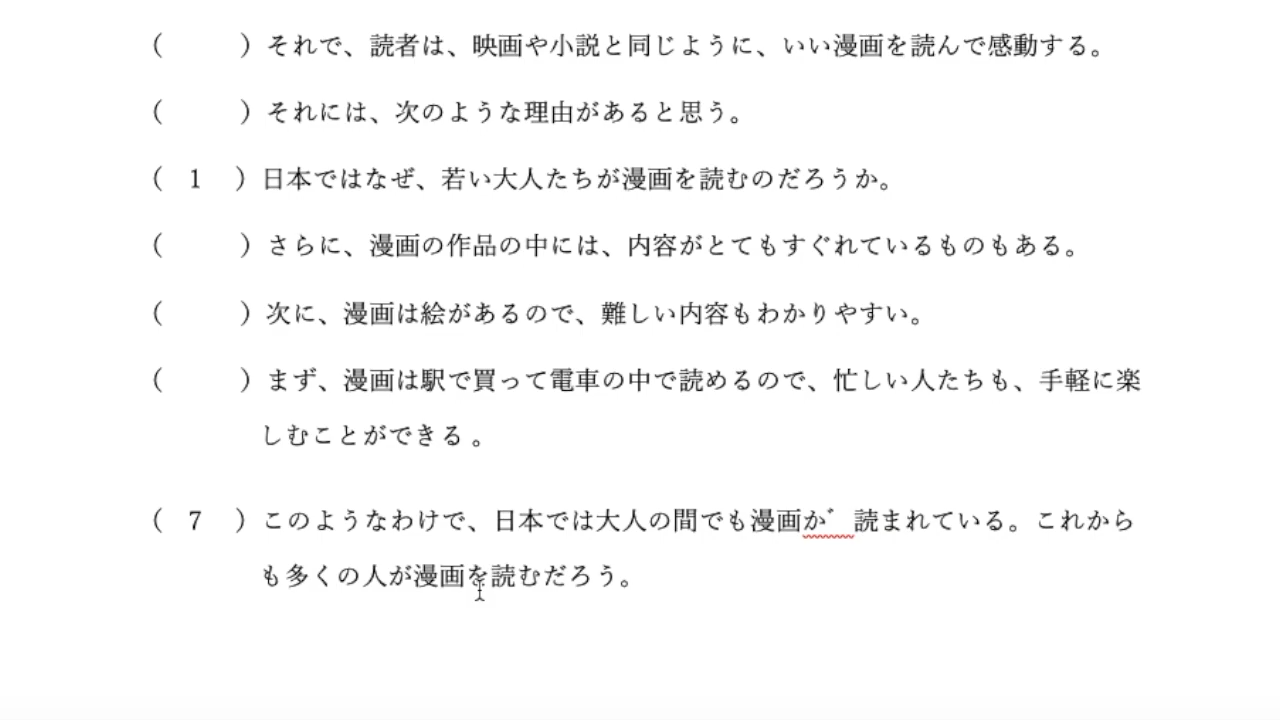 (　　　) それで、読者は、映画や小説と同じように、いい漫画を読んで感動する。
(　　　) それには、次のような理由があると思う。
(　1　) 日本ではなぜ、若い大人たちが漫画を読むのだろうか。
(　　　) さらに、漫画の作品の中には、内容がとてもすぐれているものもある。
(　　　) 次に、漫画は絵があるので、難しい内容もわかりやすい。
(　　　) まず、漫画は駅で買って電車の中で読めるので、忙しい人たちも、手軽に楽
しむことができる 。
(　7　) このようなわけで、日本では大人の間でも漫画か゛ 読まれている。これから
も多くの人が漫画を読むだろう。